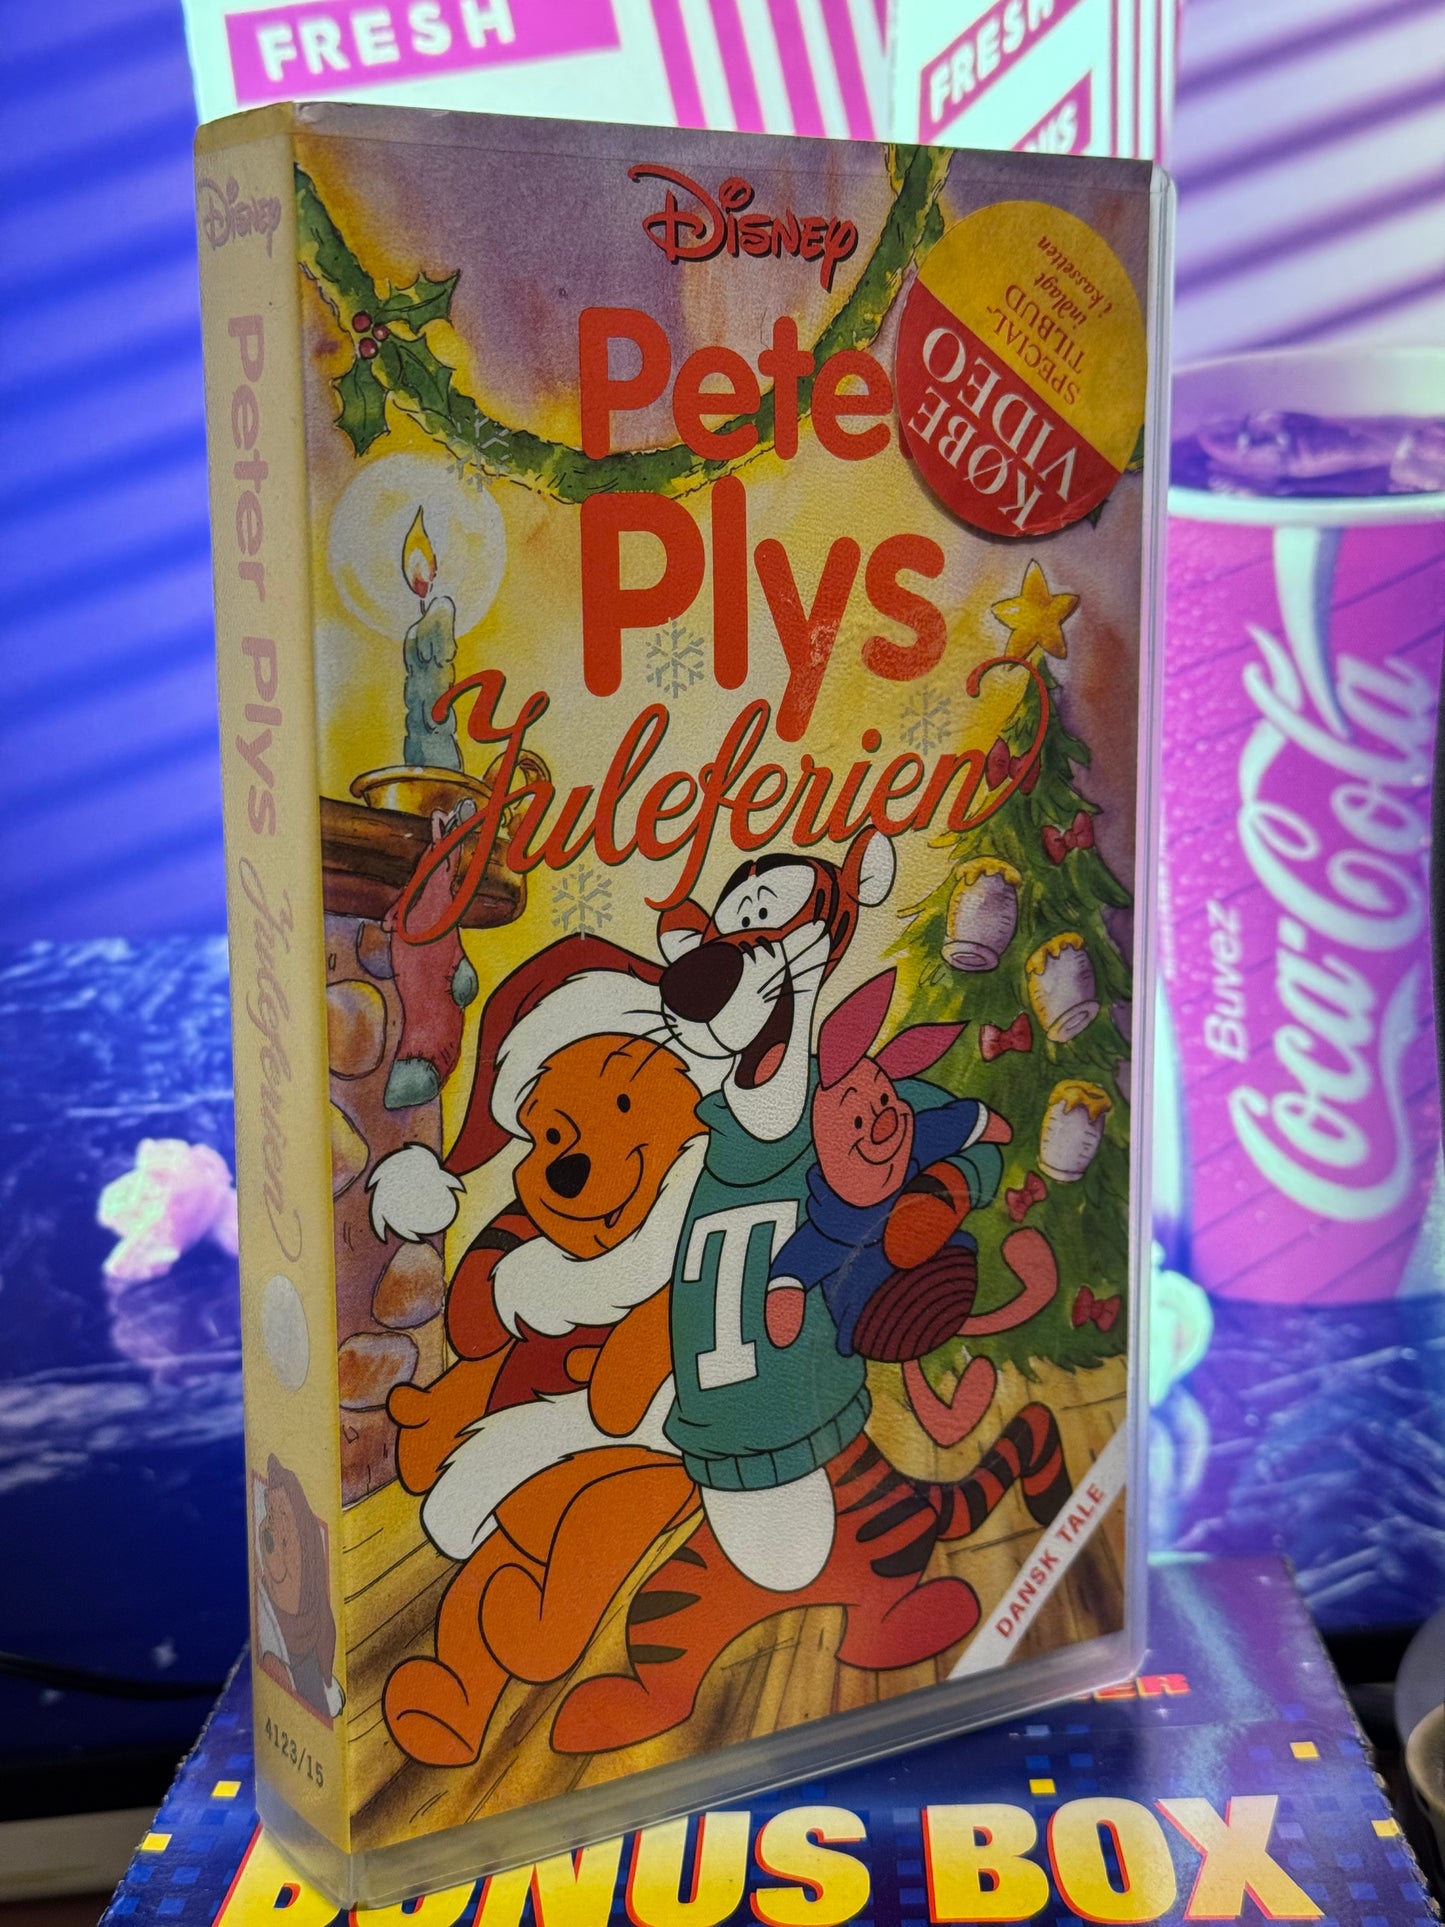 FRESH
FRESH
Disney
Peter Plys Juleferien
4123/15
Disney
Pete
Plys
Juleferien
KØBE
VIDEO
SPECIAL-
TILBUD
indlagt
i kassetten
T
DANSK TALE
Buvez
Coca-Cola
BONUS BOX